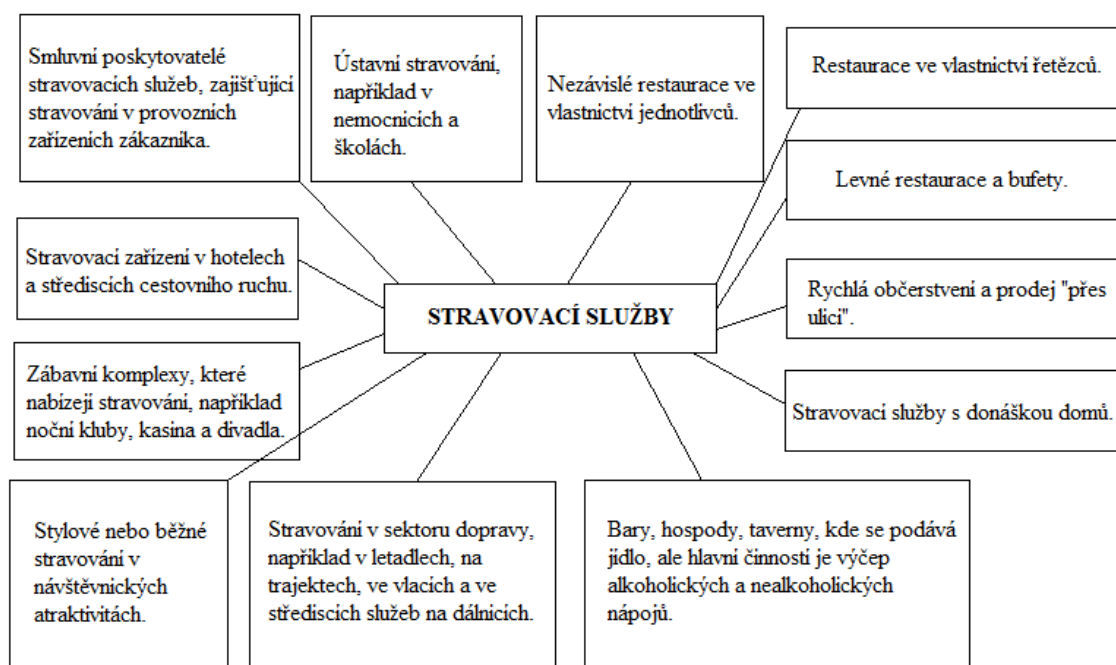 Smluvní poskytovatelé
stravovacích služeb, zajišťující
stravování v provozních
zařízeních zákazníka.
Ústavní stravování,
například v
nemocnicích a
školách.
Nezávislé restaurace ve
vlastnictví jednotlivců.
Restaurace ve vlastnictví řetězců.
Levné restaurace a bufety.
Stravovací zařízení v hotelech
a střediscích cestovního ruchu.
STRAVOVACÍ SLUŽBY
Rychlá občerstvení a prodej "přes
ulici".
Zábavní komplexy, které
nabízejí stravování, například
noční kluby, kasina a divadla.
Stravovací služby s donáškou domů.
Stylové nebo běžné
stravování v
návštěvnických
atraktivitách.
Stravování v sektoru dopravy,
například v letadlech, na
trajektech, ve vlacích a ve
střediscích služeb na dálnicích.
Bary, hospody, taverny, kde se podává
jídlo, ale hlavní činností je výčep
alkoholických a nealkoholických
nápojů.